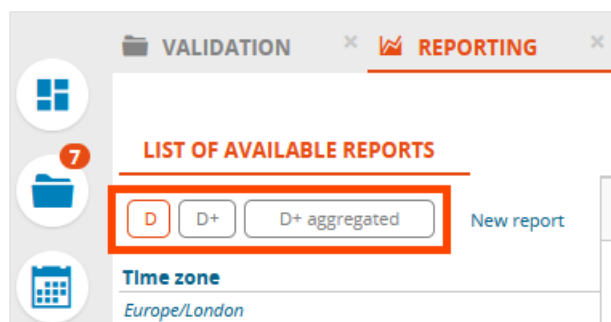 VALIDATION × REPORTING ×
7
LIST OF AVAILABLE REPORTS
D D+ D+ aggregated New report
Time zone
Europe/London